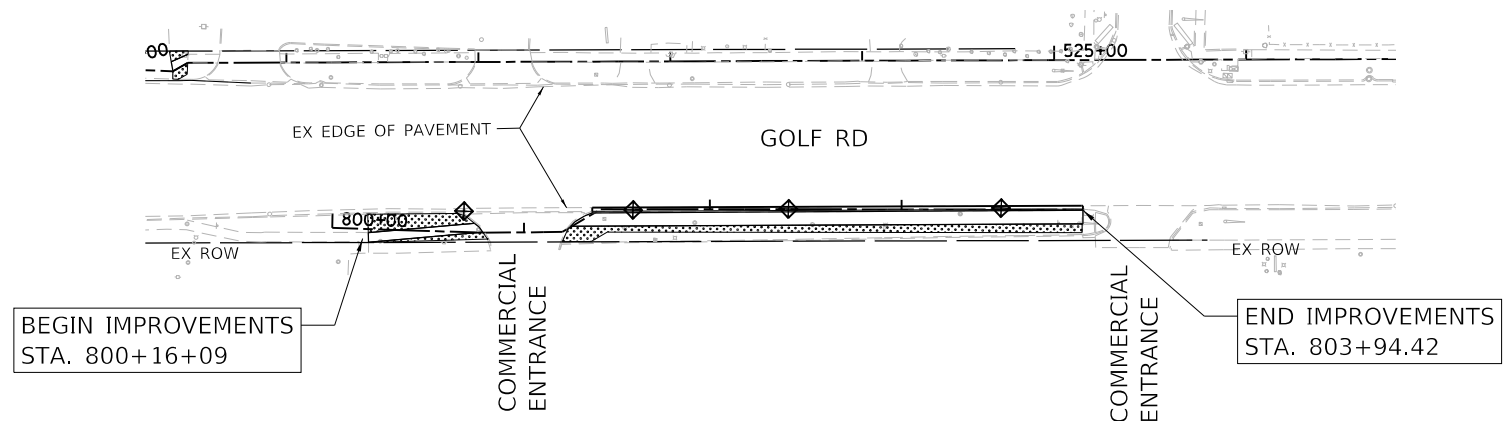 00
525+00
EX EDGE OF PAVEMENT
GOLF RD
800+00
EX ROW
EX ROW
BEGIN IMPROVEMENTS
STA. 800+16+09
COMMERCIAL
ENTRANCE
COMMERCIAL
ENTRANCE
END IMPROVEMENTS
STA. 803+94.42